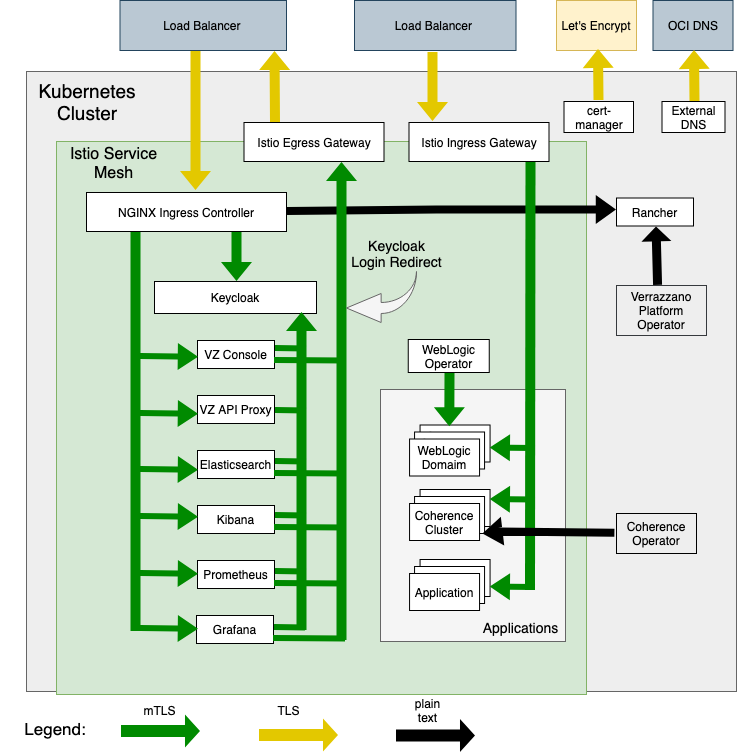 Load Balancer
Load Balancer
Let's Encrypt
OCI DNS
Kubernetes
Cluster
cert-
manager
External
DNS
Istio Egress Gateway
Istio Ingress Gateway
Istio Service
Mesh
NGINX Ingress Controller
Rancher
Keycloak
Login Redirect
Keycloak
Verrazzano
Platform
Operator
VZ Console
WebLogic
Operator
VZ API Proxy
WebLogic
Domaim
Elasticsearch
Kibana
Coherence
Cluster
Coherence
Operator
Prometheus
Application
Grafana
Applications
Legend:
mTLS
TLS
plain
text